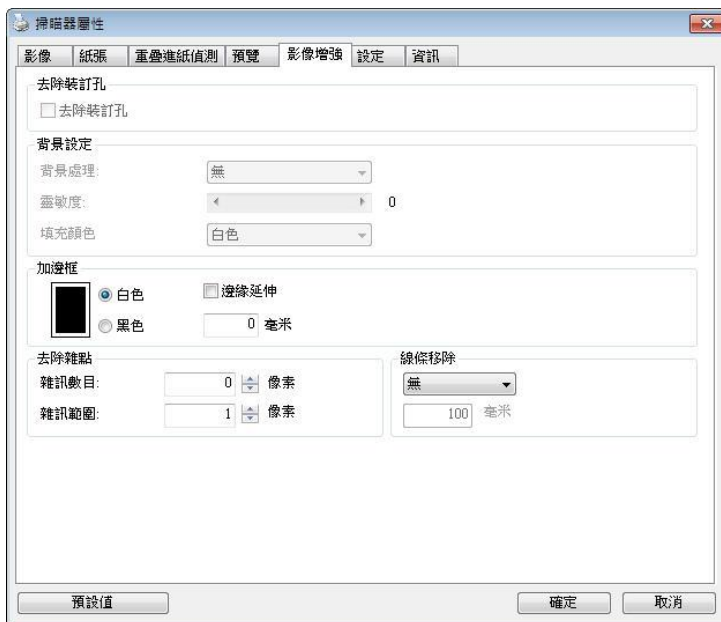 掃瞄器屬性
影像 紙張 重疊進紙偵測 預覽 影像增強 設定 資訊
去除裝訂孔
去除裝訂孔
背景設定
背景處理: 無
靈敏度: 0
填充顏色 白色
加邊框
白色 邊緣延伸
黑色 0 毫米
去除雜點 線條移除
雜訊數目: 0 像素 無
雜訊範圍: 1 像素 100 毫米
預設值 確定 取消